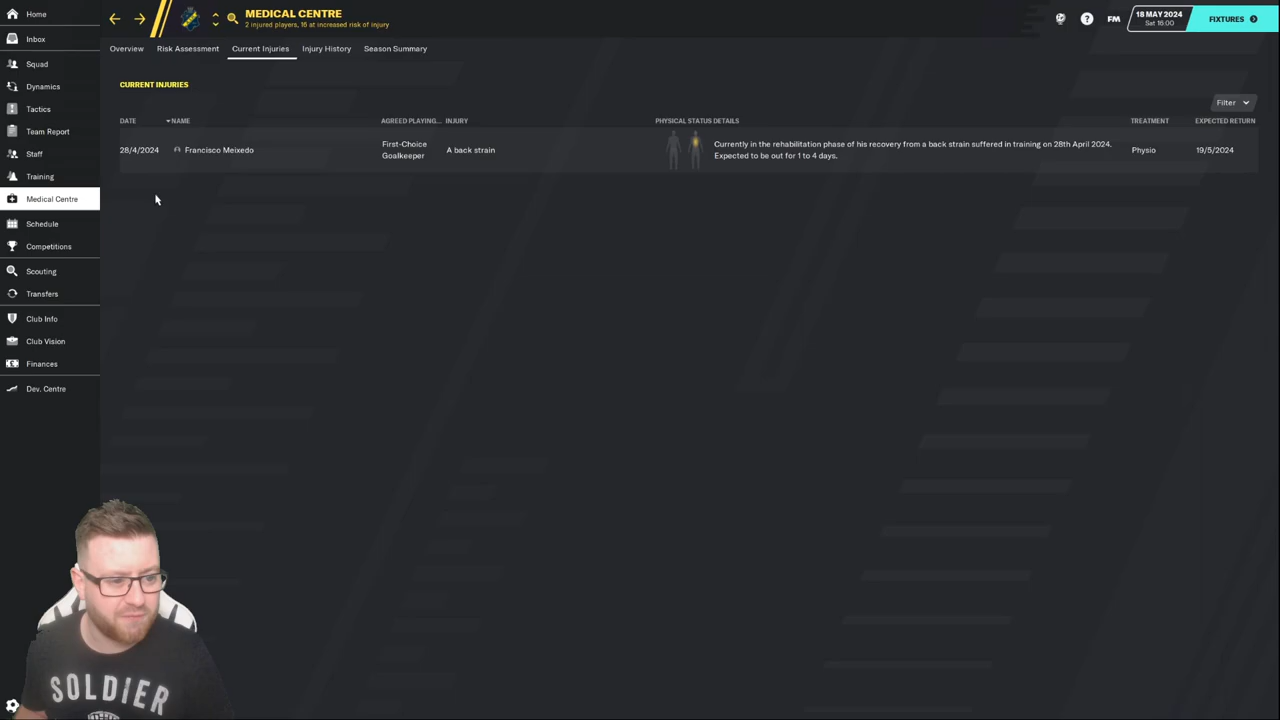 Home
Inbox
Squad
Dynamics
Tactics
Team Report
Staff
Training
Medical Centre
Schedule
Competitions
Scouting
Transfers
Club Info
Club Vision
Finances
Dev. Centre
MEDICAL CENTRE
2 injured players, 16 at increased risk of injury
FM
18 MAY 2024
Sat 16:00
FIXTURES
Overview
Risk Assessment
Current Injuries
Injury History
Season Summary
CURRENT INJURIES
Filter
DATE NAME AGREED PLAYING... INJURY PHYSICAL STATUS DETAILS TREATMENT EXPECTED RETURN
28/4/2024 Francisco Meixedo
First-Choice
Goalkeeper
A back strain
Currently in the rehabilitation phase of his recovery from a back strain suffered in training on 28th April 2024.
Expected to be out for 1 to 4 days.
Physio
19/5/2024
SOLDIER